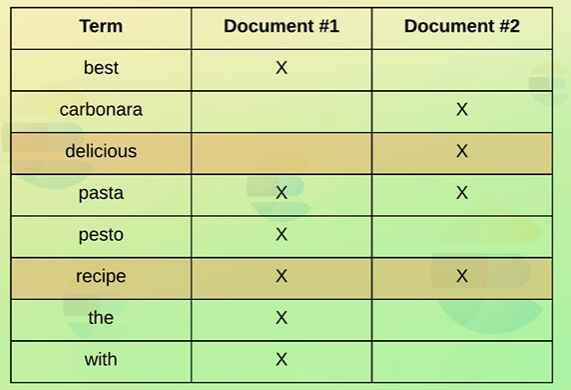 Term Document #1 Document #2
best X
carbonara X
delicious X
pasta X X
pesto X
recipe X X
the X
with X